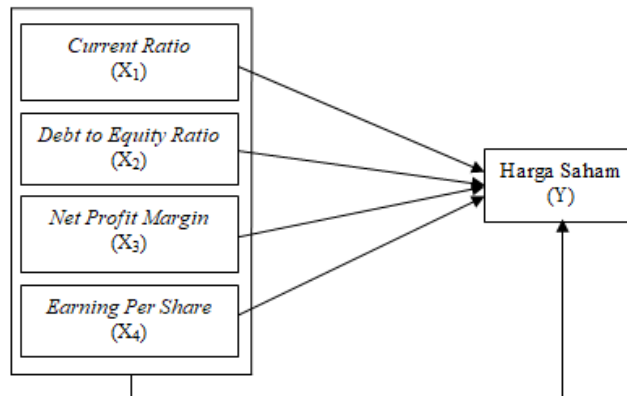 Current Ratio
(X₁)
Debt to Equity Ratio
(X₂)
Net Profit Margin
(X₃)
Earning Per Share
(X₄)
Harga Saham
(Y)